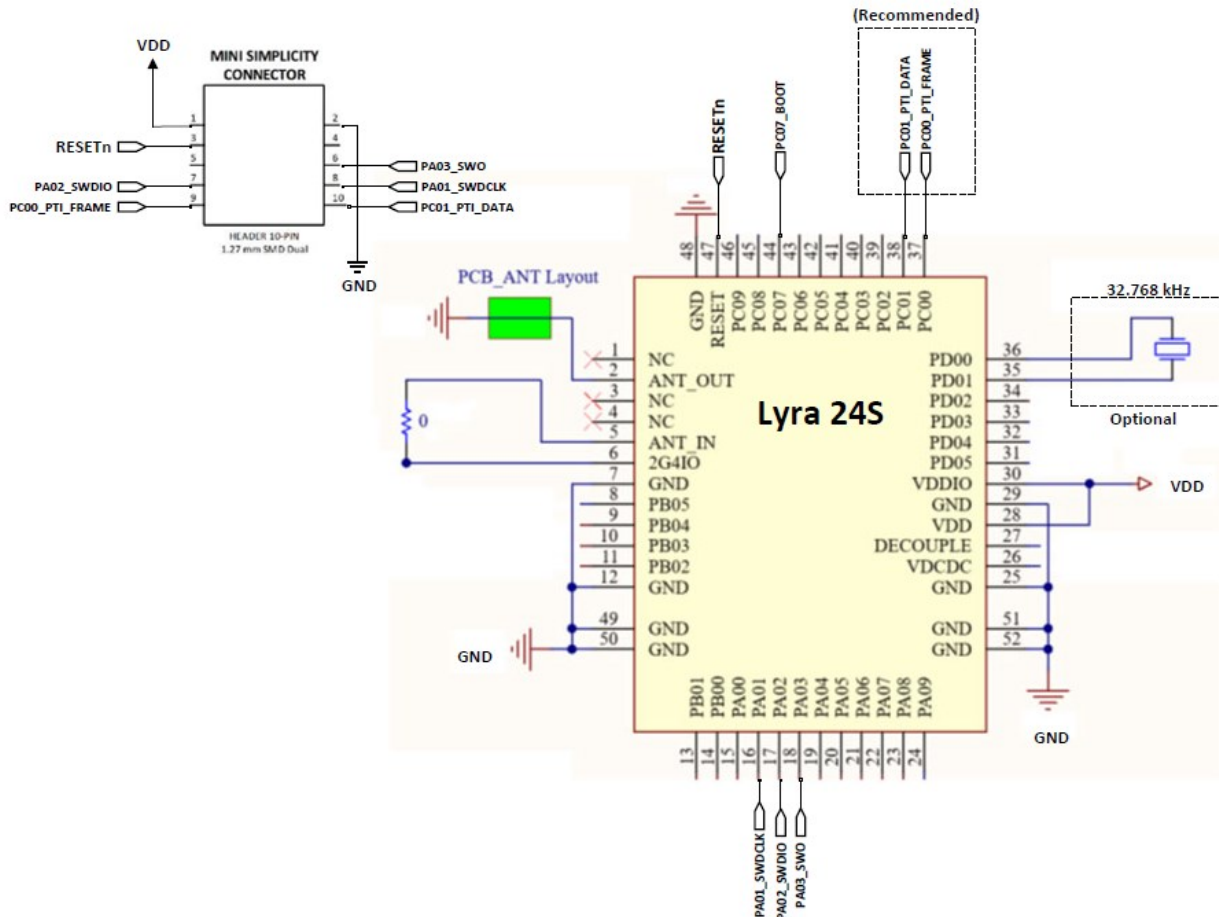 (Recommended)
VDD
MINI SIMPLICITY
CONNECTOR
1
2
3
4
5
6
7
8
9
10
RESETn
PA02_SWDIO
PC00_PTI_FRAME
PA03_SWO
PA01_SWDCLK
PC01_PTI_DATA
HEADER 10-PIN
1.27 mm SMD Dual
GND
RESETn
PC07_BOOT
PC01_PTI_DATA
PC00_PTI_FRAME
48
47
46
45
44
43
42
41
40
39
38
37
GND
RESET
PC09
PC08
PC07
PC06
PC05
PC04
PC03
PC02
PC01
PC00
PCB_ANT Layout
32.768 kHz
Optional
0
Lyra 24S
1 NC
2 ANT_OUT
3 NC
4 NC
5 ANT_IN
6 2G4IO
7 GND
8 PB05
9 PB04
10 PB03
11 PB02
12 GND
49 GND
50 GND
GND
PD00 36
PD01 35
PD02 34
PD03 33
PD04 32
PD05 31
VDDIO 30
GND 29
VDD 28
DECOUPLE 27
VDCDC 26
GND 25
GND 51
GND 52
VDD
GND
PB01
PB00
PA00
PA01
PA02
PA03
PA04
PA05
PA06
PA07
PA08
PA09
13
14
15
16
17
18
19
20
21
22
23
24
PA01_SWDCLK
PA02_SWDIO
PA03_SWO